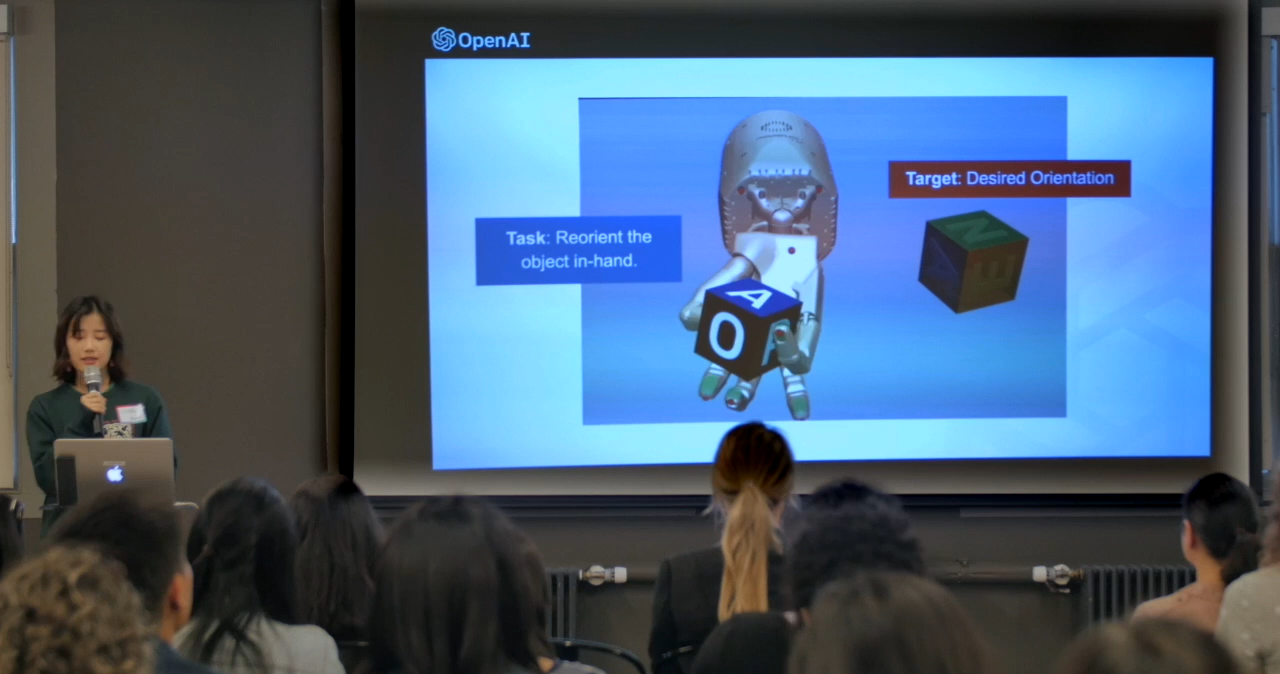 OpenAI
Target: Desired Orientation
Task: Reorient the
object in-hand.
A
O
N
E